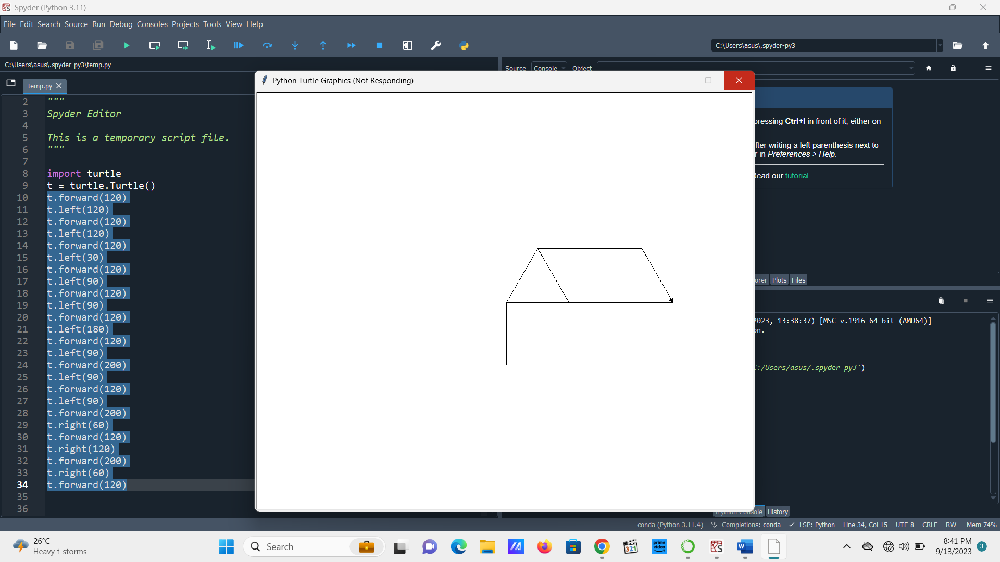 Spyder (Python 3.11)
File Edit Search Source Run Debug Consoles Projects Tools View Help
C:\Users\asus\.spyder-py3
C:\Users\asus\.spyder-py3\temp.py
Source Console Object
temp.py
Python Turtle Graphics (Not Responding)
2 """
3 Spyder Editor
4
5 This is a temporary script file.
6 """
7
8 import turtle
9 t = turtle.Turtle()
10 t.forward(120)
11 t.left(120)
12 t.forward(120)
13 t.left(120)
14 t.forward(120)
15 t.left(30)
16 t.forward(120)
17 t.left(90)
18 t.forward(120)
19 t.left(90)
20 t.forward(120)
21 t.left(180)
22 t.forward(120)
23 t.left(90)
24 t.forward(200)
25 t.left(90)
26 t.forward(120)
27 t.left(90)
28 t.forward(200)
29 t.right(60)
30 t.forward(120)
31 t.right(120)
32 t.forward(200)
33 t.right(60)
34 t.forward(120)
35
36
pressing Ctrl+I in front of it, either on
fter writing a left parenthesis next to
r in Preferences > Help.
Read our tutorial
orer Plots Files
2023, 13:38:37) [MSC v.1916 64 bit (AMD64)]
on.
C:/Users/asus/.spyder-py3')
IPython Console History
conda (Python 3.11.4) Completions: conda LSP: Python Line 34, Col 15 UTF-8 CRLF RW Mem 74%
26°C
Heavy t-storms
Search
321
prime video
8:41 PM
9/13/2023
3